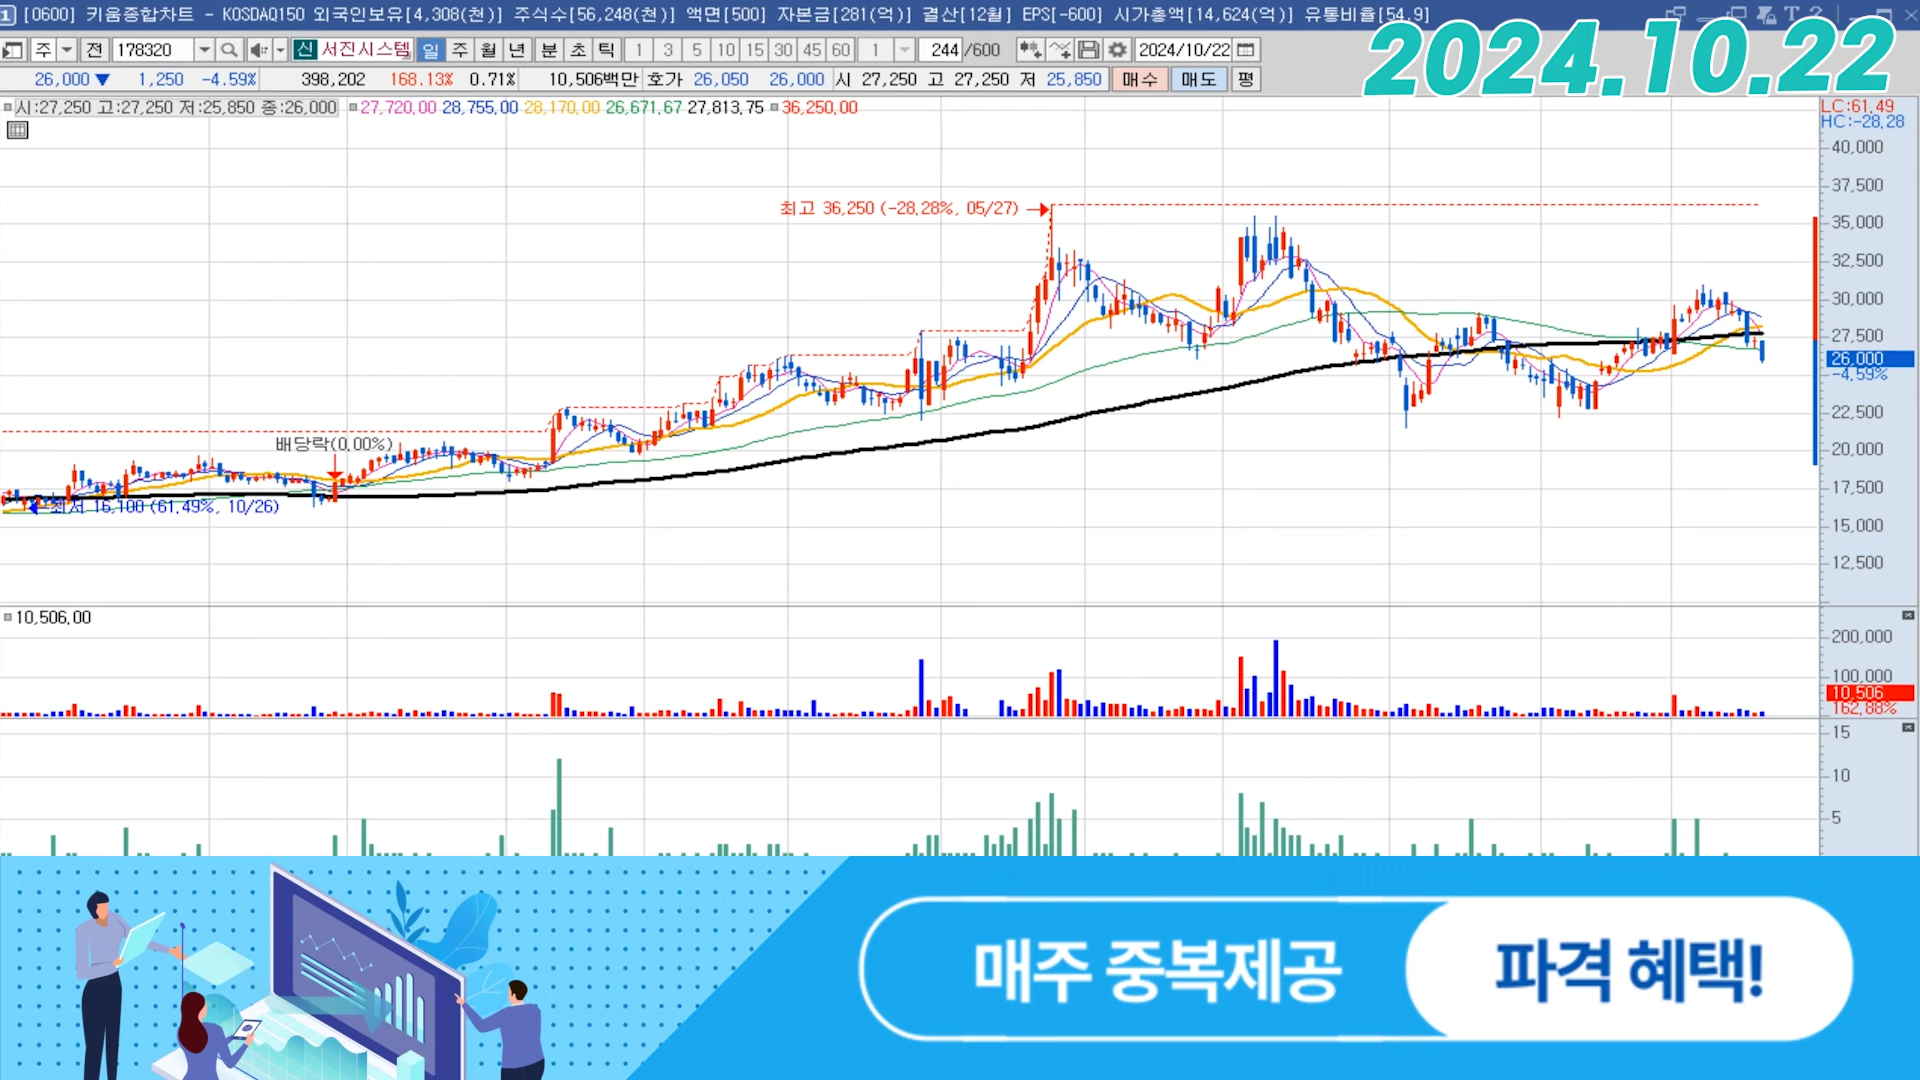 1 [0600] 키움종합차트 - KOSDAQ150 외국인보유[4,308(천)] 주식수[56,248(천)] 액면[500] 자본금[281(억)] 결산[12월] EPS[-600] 시가총액[14,624(억)] 유통비율[54.9]
2024.10.22
주 전 178320 신 서진시스템 일 주 월 년 분 초 틱 1 3 5 10 15 30 45 60 1 244 /600 2024/10/22
26,000 ▼ 1,250 -4.59% 398,202 168.13% 0.71% 10,506백만 호가 26,050 26,000 시 27,250 고 27,250 저 25,850 매수 매도 평
시:27,250 고:27,250 저:25,850 종:26,000 27,720.00 28,755.00 28,170.00 26,671.67 27,813.75 36,250.00
LC:61.49
HC:-28.28
40,000
37,500
최고 36,250 (-28.28%, 05/27)
35,000
32,500
30,000
27,500
26,000
-4.59%
22,500
배당락(0.00%)
20,000
17,500
최저 16,100 (61.49%, 10/26)
15,000
12,500
10,506.00
200,000
100,000
10,506
162.88%
15
10
5
매주 중복제공
파격 혜택!